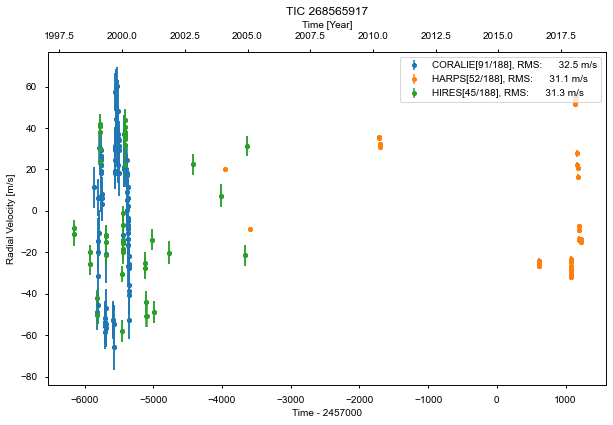 TIC 268565917
Time [Year]
1997.5 2000.0 2002.5 2005.0 2007.5 2010.0 2012.5 2015.0 2017.5
CORALIE[91/188], RMS: 32.5 m/s
HARPS[52/188], RMS: 31.1 m/s
HIRES[45/188], RMS: 31.3 m/s
Radial Velocity [m/s]
60
40
20
0
−20
−40
−60
−80
−6000 −5000 −4000 −3000 −2000 −1000 0 1000
Time - 2457000